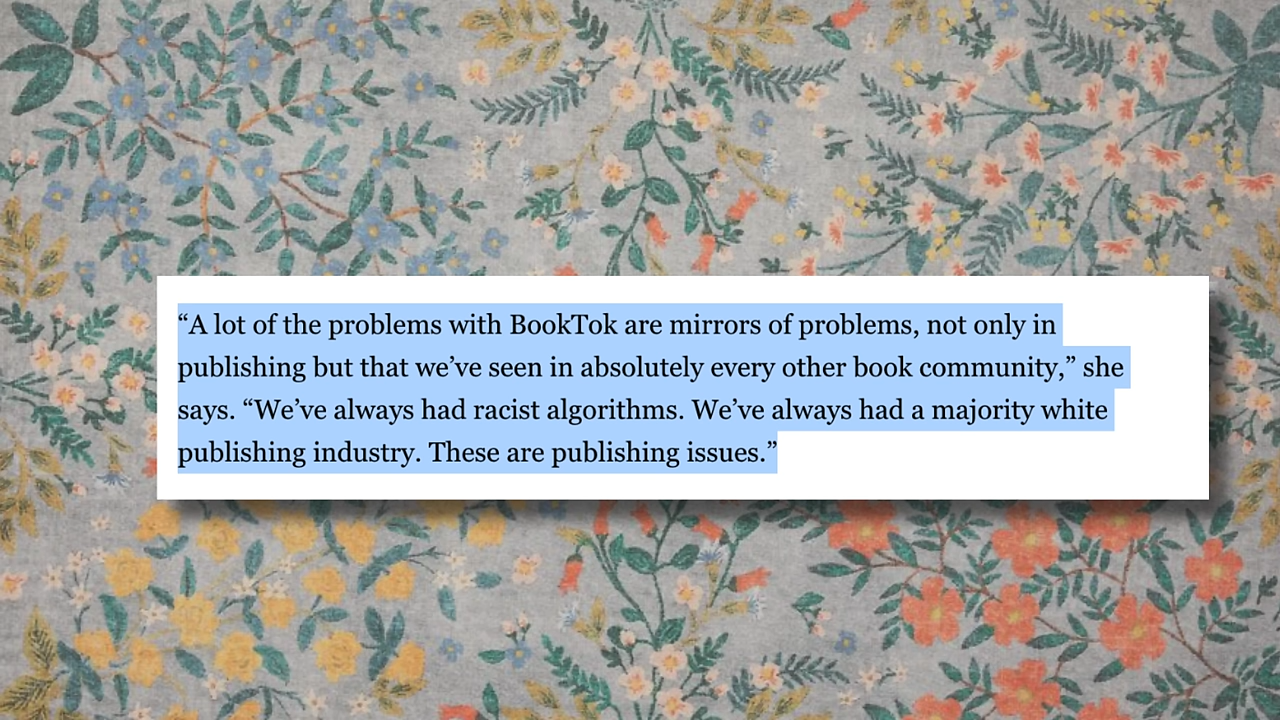 “A lot of the problems with BookTok are mirrors of problems, not only in
publishing but that we’ve seen in absolutely every other book community,” she
says. “We’ve always had racist algorithms. We’ve always had a majority white
publishing industry. These are publishing issues.”